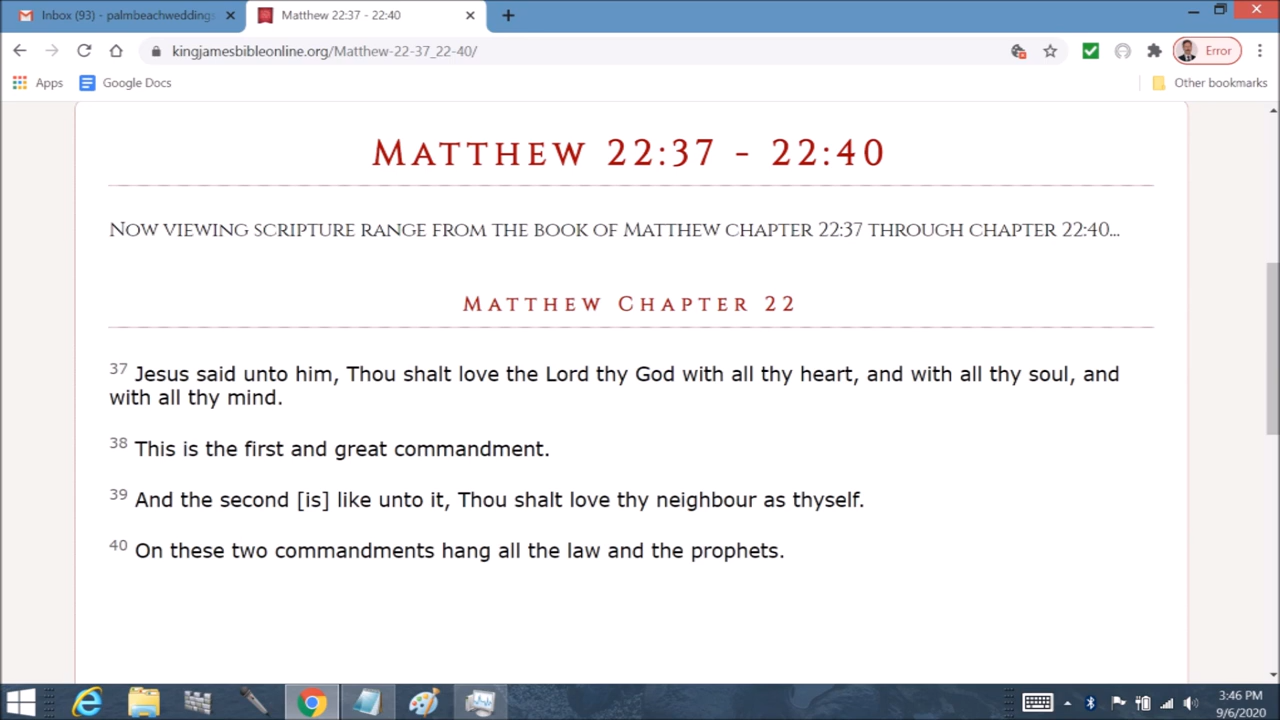 Inbox (93) - palmbeachwedding
Matthew 22:37 - 22:40
kingjamesbibleonline.org/Matthew-22-37_22-40/
Error
Apps
Google Docs
Other bookmarks
Matthew 22:37 - 22:40
Now viewing scripture range from the book of Matthew chapter 22:37 through chapter 22:40...
Matthew Chapter 22
37 Jesus said unto him, Thou shalt love the Lord thy God with all thy heart, and with all thy soul, and
with all thy mind.
38 This is the first and great commandment.
39 And the second [is] like unto it, Thou shalt love thy neighbour as thyself.
40 On these two commandments hang all the law and the prophets.
3:46 PM
9/6/2020